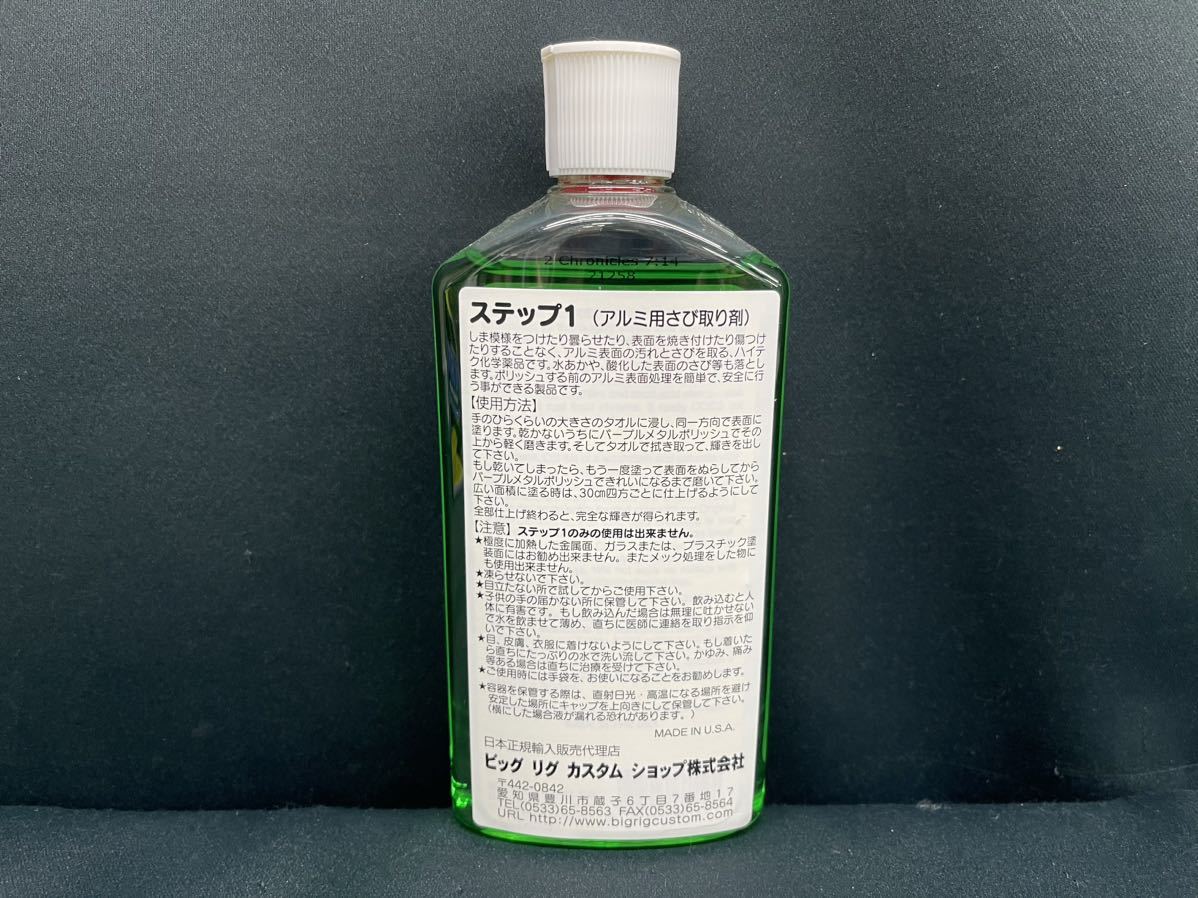 2 Chronicles 7:14
21258
ステップ1（アルミ用さび取り剤）
しま模様をつけたり曇らせたり、表面を焼き付けたり傷つけ
たりすることなく、アルミ表面の汚れとさびを取る、ハイテ
ク化学薬品です。水あかや、酸化した表面のさび等も落とし
ます。ポリッシュする前のアルミ表面処理を簡単で、安全に行
う事ができる製品です。
【使用方法】
手のひらくらいの大きさのタオルに浸し、同一方向で表面に
塗ります。乾かないうちにパープルメタルポリッシュでその
上から軽く磨きます。そしてタオルで拭き取って、輝きを出し
て下さい。
もし乾いてしまったら、もう一度塗って表面をぬらしてから
パープルメタルポリッシュできれいになるまで磨いて下さい。
広い面積に塗る時は、30㎝四方ごとに仕上げるようにして
下さい。
全部仕上げ終わると、完全な輝きが得られます。
【注意】ステップ1のみの使用は出来ません。
★極度に加熱した金属面、ガラスまたは、プラスチック塗
装面にはお勧め出来ません。またメック処理をした物に
も使用出来ません。
★凍らせないで下さい。
★目立たない所で試してからご使用下さい。
★子供の手の届かない所に保管して下さい。飲み込むと人
体に有害です。もし飲み込んだ場合は無理に吐かせない
で水を飲ませて薄め、直ちに医師に連絡を取り指示を仰
いで下さい。
★目、皮膚、衣服に着けないようにして下さい。もし着いた
ら直ちにたっぷりの水で洗い流して下さい。かゆみ、痛み
等ある場合は直ちに治療を受けて下さい。
★ご使用時には手袋を、お使いになることをお勧めします。
★容器を保管する際は、直射日光・高温になる場所を避け
安定した場所にキャップを上向きにして保管して下さい。
（横にした場合液が漏れる恐れがあります。）
MADE IN U.S.A.
日本正規輸入販売代理店
ビッグ リグ カスタム ショップ株式会社
〒442-0842
愛知県豊川市蔵子6丁目7番地17
TEL(0533)65-8563 FAX(0533)65-8564
URL http://www.bigrigcustom.com